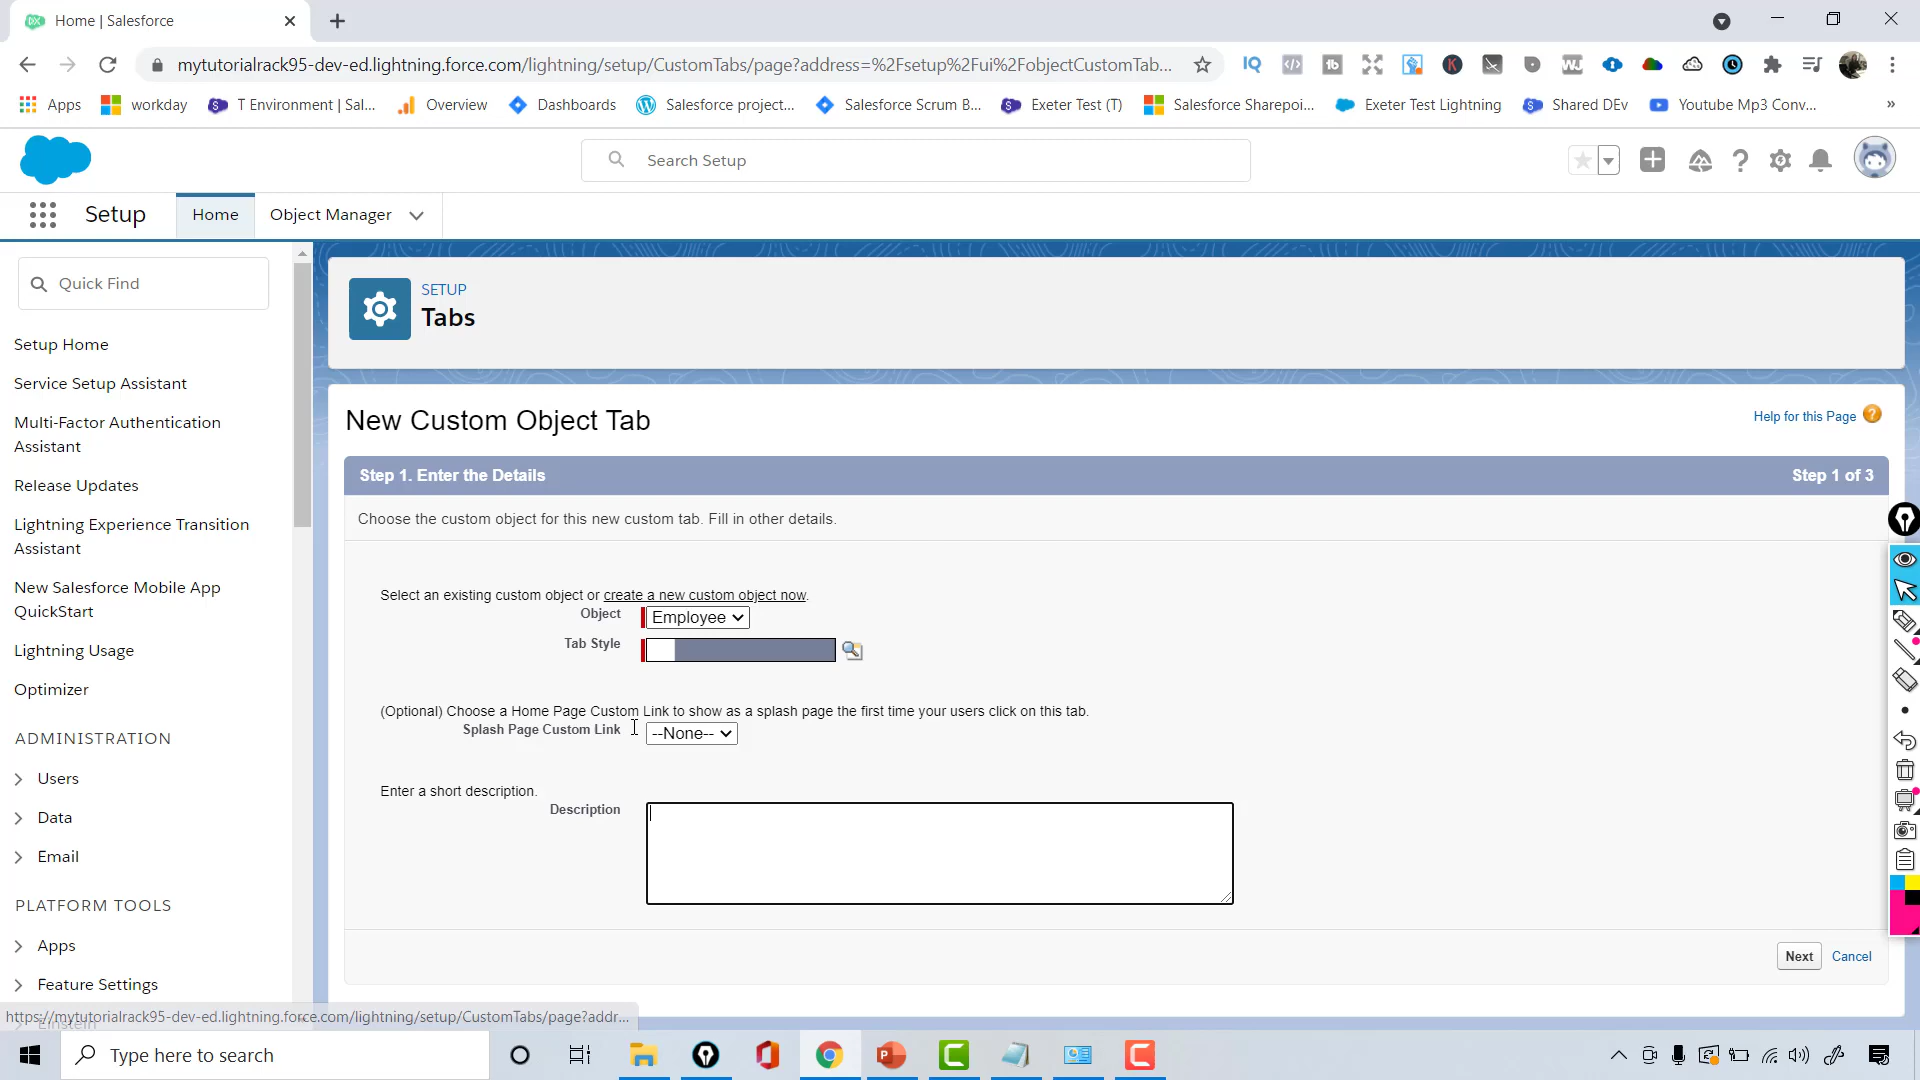 Home | Salesforce
mytutorialrack95-dev-ed.lightning.force.com/lightning/setup/CustomTabs/page?address=%2Fsetup%2Fui%2FobjectCustomTab...
IQ
tb
K
WJ
Apps
workday
T Environment | Sal...
Overview
Dashboards
Salesforce project...
Salesforce Scrum B...
Exeter Test (T)
Salesforce Sharepoi...
Exeter Test Lightning
Shared DEv
Youtube Mp3 Conv...
»
Search Setup
Setup
Home
Object Manager
Quick Find
Setup Home
Service Setup Assistant
Multi-Factor Authentication
Assistant
Release Updates
Lightning Experience Transition
Assistant
New Salesforce Mobile App
QuickStart
Lightning Usage
Optimizer
ADMINISTRATION
Users
Data
Email
PLATFORM TOOLS
Apps
Feature Settings
Einstein
SETUP
Tabs
New Custom Object Tab
Help for this Page ?
Step 1. Enter the Details
Step 1 of 3
Choose the custom object for this new custom tab. Fill in other details.
Select an existing custom object or create a new custom object now.
Object
Employee
Tab Style
(Optional) Choose a Home Page Custom Link to show as a splash page the first time your users click on this tab.
Splash Page Custom Link
--None--
Enter a short description.
Description
Next
Cancel
https://mytutorialrack95-dev-ed.lightning.force.com/lightning/setup/CustomTabs/page?addr...
Type here to search